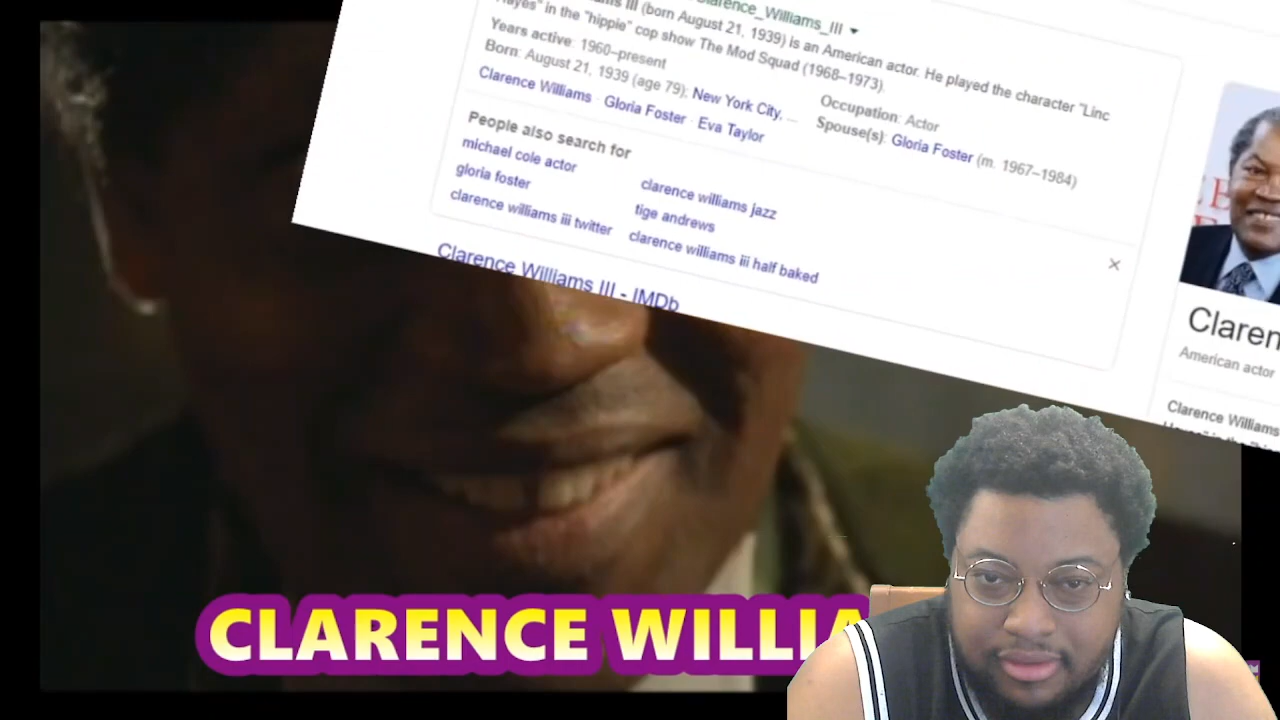 Clarence_Williams_III
III (born August 21, 1939) is an American actor. He played the character "Linc
Hayes" in the "hippie" cop show The Mod Squad (1968–1973).
Years active: 1960–present
Occupation: Actor
Born: August 21, 1939 (age 79); New York City, ...
Spouse(s): Gloria Foster (m. 1967–1984)
Clarence Williams · Gloria Foster · Eva Taylor
People also search for
michael cole actor
clarence williams jazz
gloria foster
tige andrews
clarence williams iii twitter
clarence williams iii half baked
Clarence Williams III - IMDb
Claren
American actor
Clarence Williams
CLARENCE WILLIA